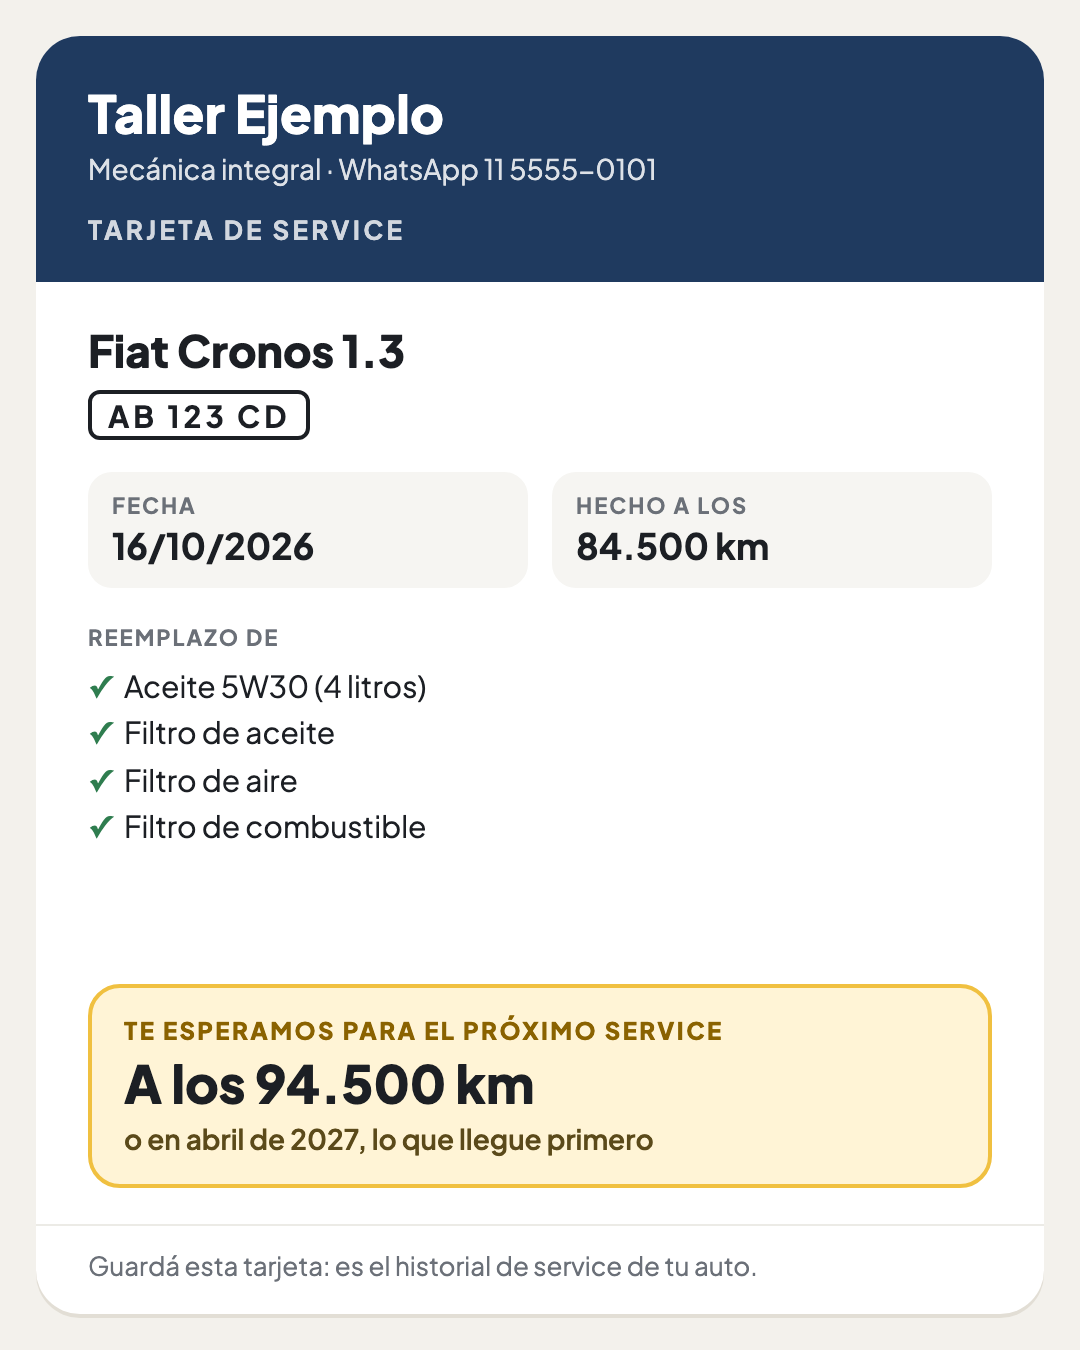 Taller Ejemplo
Mecánica integral · WhatsApp 11 5555–0101
TARJETA DE SERVICE
Fiat Cronos 1.3
AB 123 CD
FECHA
16/10/2026
HECHO A LOS
84.500 km
REEMPLAZO DE
✓ Aceite 5W30 (4 litros)
✓ Filtro de aceite
✓ Filtro de aire
✓ Filtro de combustible
TE ESPERAMOS PARA EL PRÓXIMO SERVICE
A los 94.500 km
o en abril de 2027, lo que llegue primero
Guardá esta tarjeta: es el historial de service de tu auto.